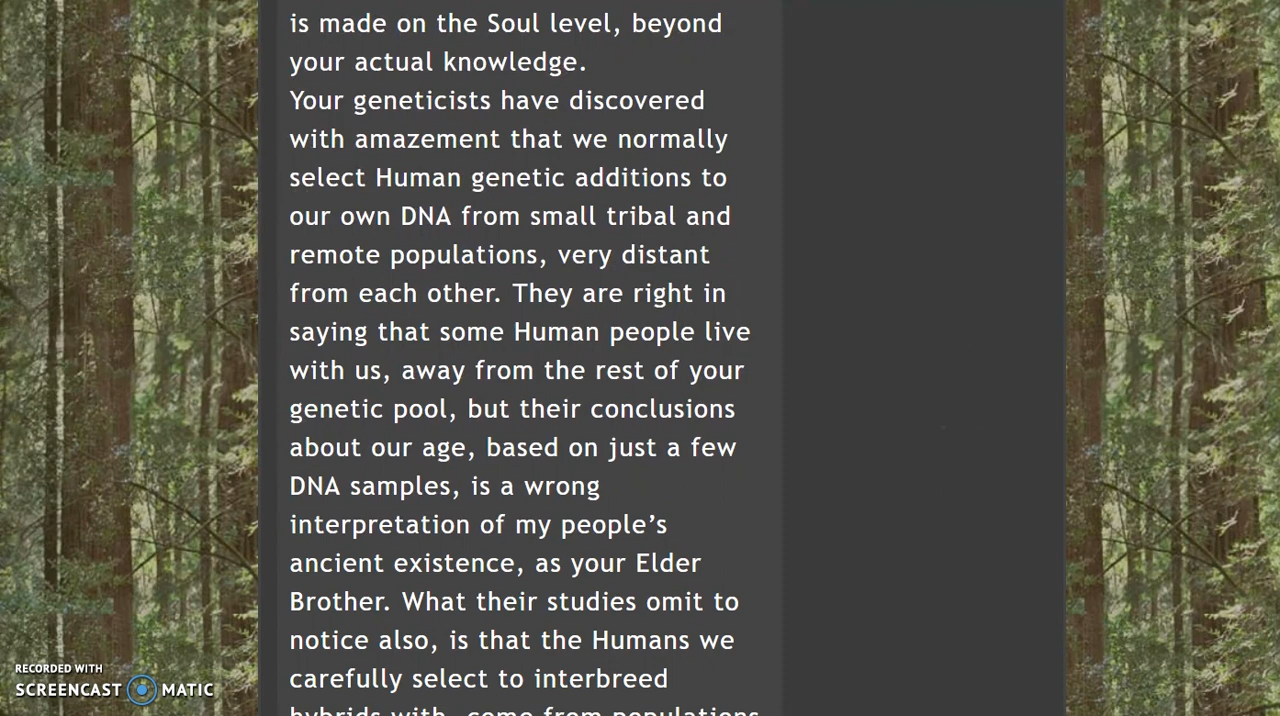 is made on the Soul level, beyond
your actual knowledge.
Your geneticists have discovered
with amazement that we normally
select Human genetic additions to
our own DNA from small tribal and
remote populations, very distant
from each other. They are right in
saying that some Human people live
with us, away from the rest of your
genetic pool, but their conclusions
about our age, based on just a few
DNA samples, is a wrong
interpretation of my people’s
ancient existence, as your Elder
Brother. What their studies omit to
notice also, is that the Humans we
carefully select to interbreed
hybrids with, come from populations
RECORDED WITH
SCREENCAST MATIC